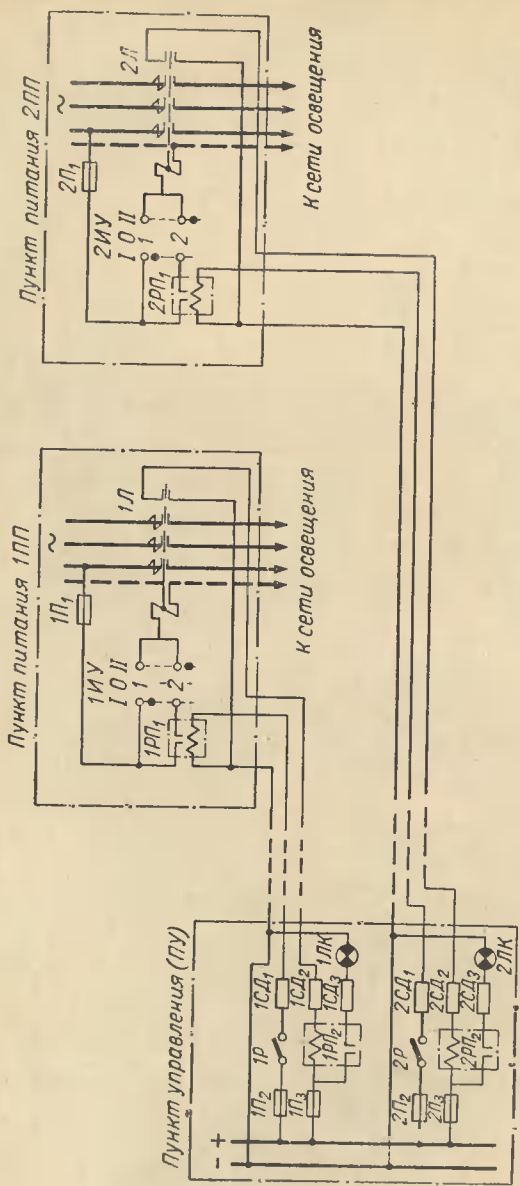 Пункт питания 2ПП
~
2П₁
2Л
2ИУ
I O II
1
2
2РП₁
К сети освещения
Пункт питания 1ПП
~
1П₁
1Л
1ИУ
I O II
1
2
1РП₁
К сети освещения
Пункт управления (ПУ)
+
-
1П₂
1Р
1СД₁
1СД₂
1СД₃
1ЛК
1П₃
1РП₂
2П₂
2Р
2СД₁
2СД₂
2СД₃
2ЛК
2П₃
2РП₂